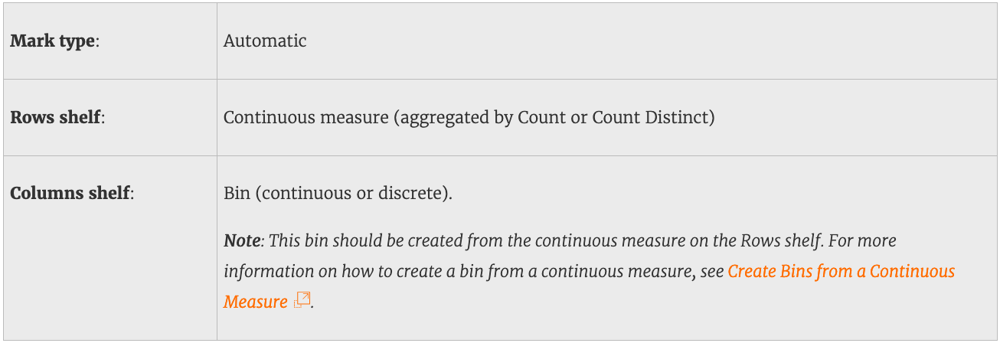 Mark type: Automatic
Rows shelf: Continuous measure (aggregated by Count or Count Distinct)
Columns shelf: Bin (continuous or discrete).
Note: This bin should be created from the continuous measure on the Rows shelf. For more
information on how to create a bin from a continuous measure, see Create Bins from a Continuous
Measure.